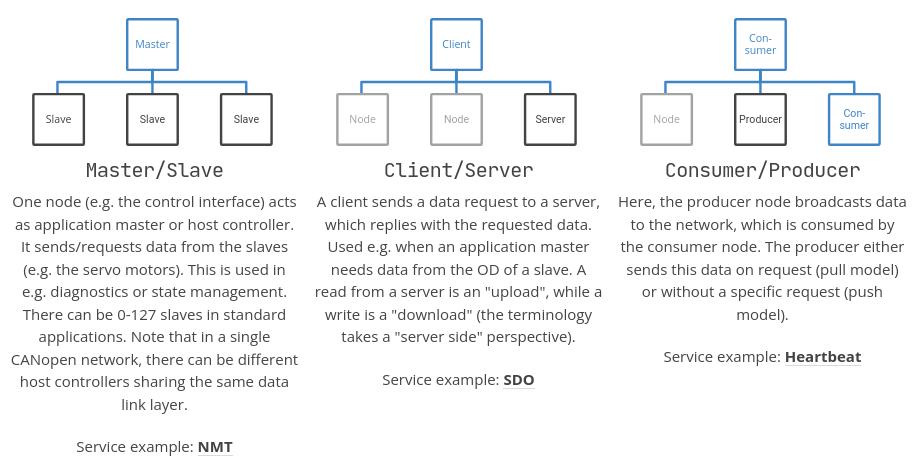 Master
Slave
Slave
Slave
Master/Slave
One node (e.g. the control interface) acts
as application master or host controller.
It sends/requests data from the slaves
(e.g. the servo motors). This is used in
e.g. diagnostics or state management.
There can be 0-127 slaves in standard
applications. Note that in a single
CANopen network, there can be different
host controllers sharing the same data
link layer.
Service example: NMT
Client
Node
Node
Server
Client/Server
A client sends a data request to a server,
which replies with the requested data.
Used e.g. when an application master
needs data from the OD of a slave. A
read from a server is an "upload", while a
write is a "download" (the terminology
takes a "server side" perspective).
Service example: SDO
Con-
sumer
Node
Producer
Con-
sumer
Consumer/Producer
Here, the producer node broadcasts data
to the network, which is consumed by
the consumer node. The producer either
sends this data on request (pull model)
or without a specific request (push
model).
Service example: Heartbeat